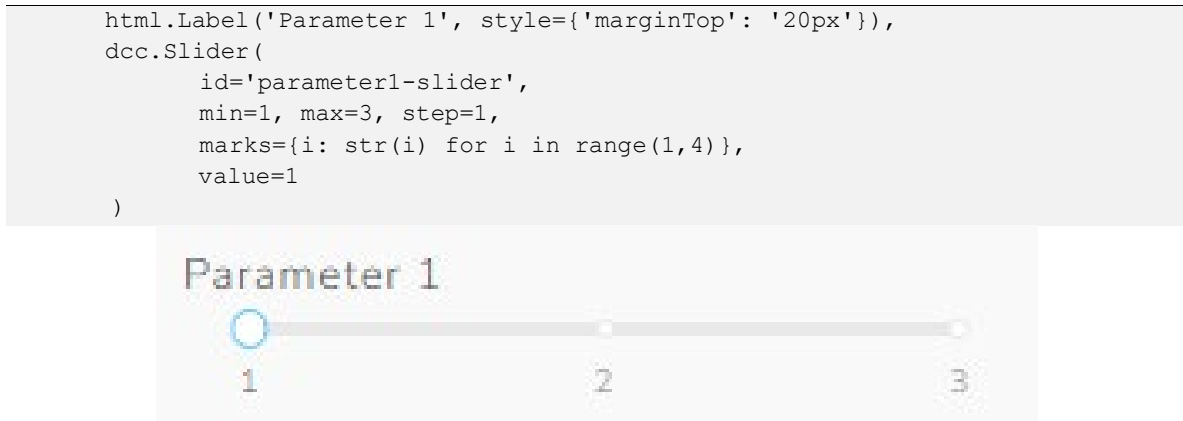 html.Label('Parameter 1', style={'marginTop': '20px'}),
dcc.Slider(
id='parameter1-slider',
min=1, max=3, step=1,
marks={i: str(i) for i in range(1,4)},
value=1
)
Parameter 1
1 2 3